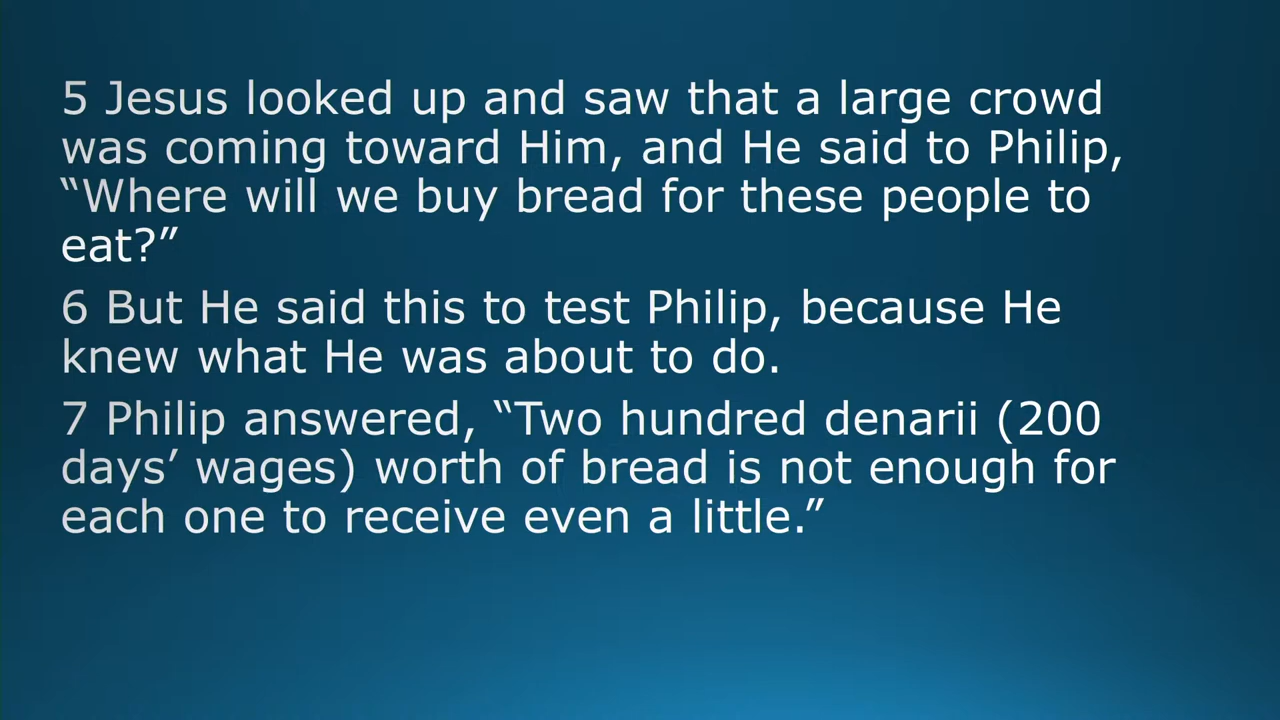 5 Jesus looked up and saw that a large crowd
was coming toward Him, and He said to Philip,
“Where will we buy bread for these people to
eat?”
6 But He said this to test Philip, because He
knew what He was about to do.
7 Philip answered, “Two hundred denarii (200
days’ wages) worth of bread is not enough for
each one to receive even a little.”